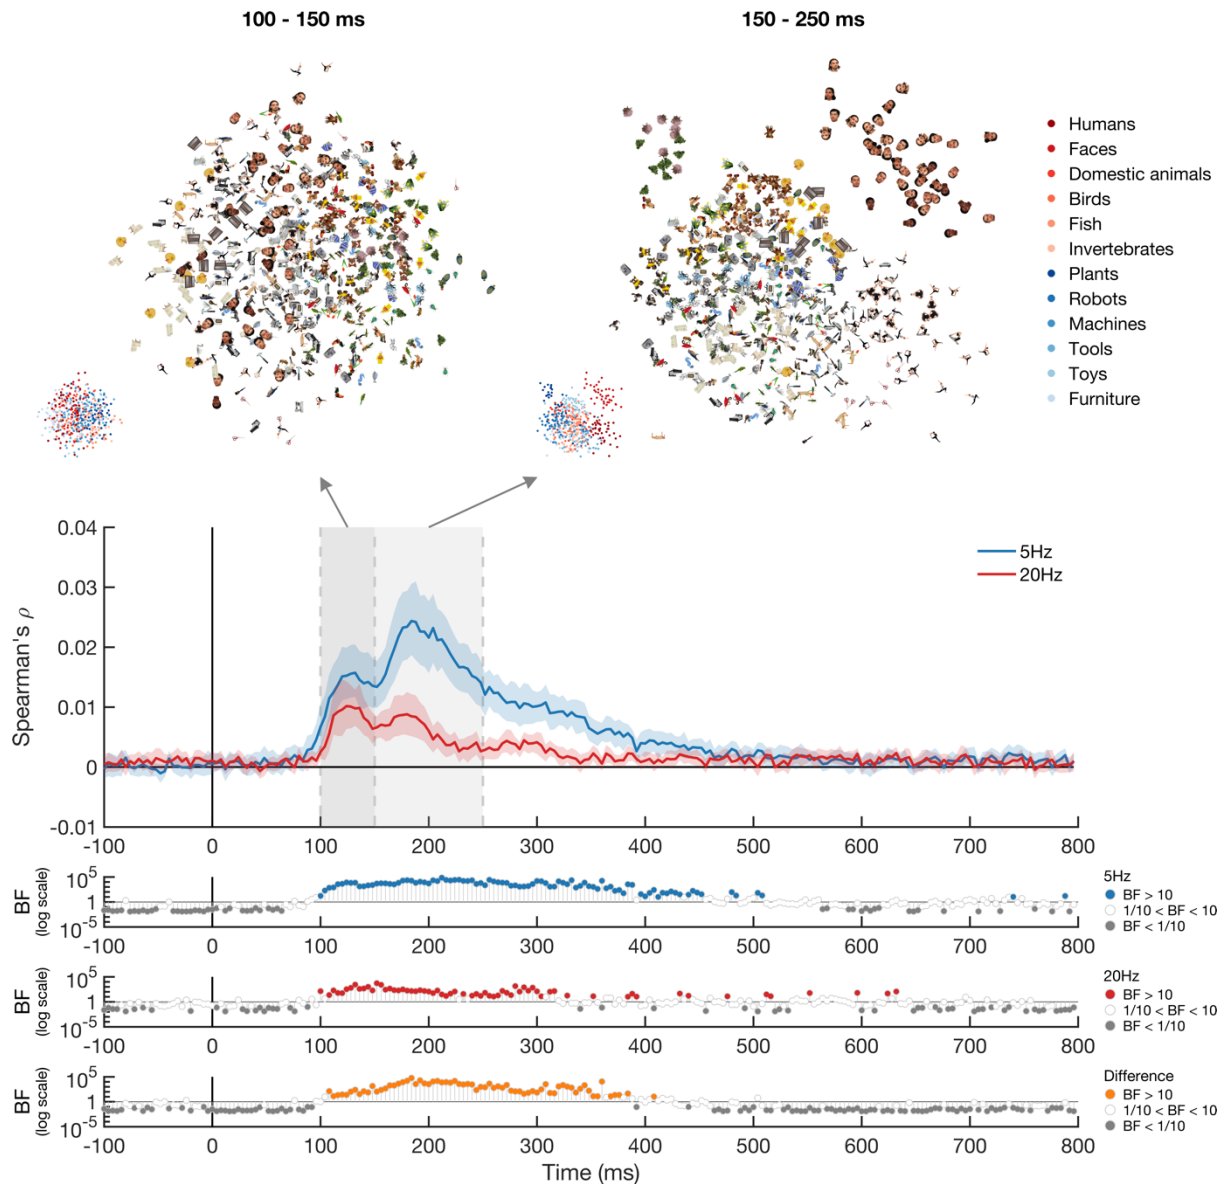 100 - 150 ms
150 - 250 ms
Humans
Faces
Domestic animals
Birds
Fish
Invertebrates
Plants
Robots
Machines
Tools
Toys
Furniture
0.04
0.03
0.02
0.01
0
-0.01
Spearman's ρ
5Hz
20Hz
-100 0 100 200 300 400 500 600 700 800
BF
(log scale)
10^5
1
10^-5
-100 0 100 200 300 400 500 600 700 800
5Hz
BF > 10
1/10 < BF < 10
BF < 1/10
BF
(log scale)
10^5
1
10^-5
-100 0 100 200 300 400 500 600 700 800
20Hz
BF > 10
1/10 < BF < 10
BF < 1/10
BF
(log scale)
10^5
1
10^-5
-100 0 100 200 300 400 500 600 700 800
Difference
BF > 10
1/10 < BF < 10
BF < 1/10
Time (ms)